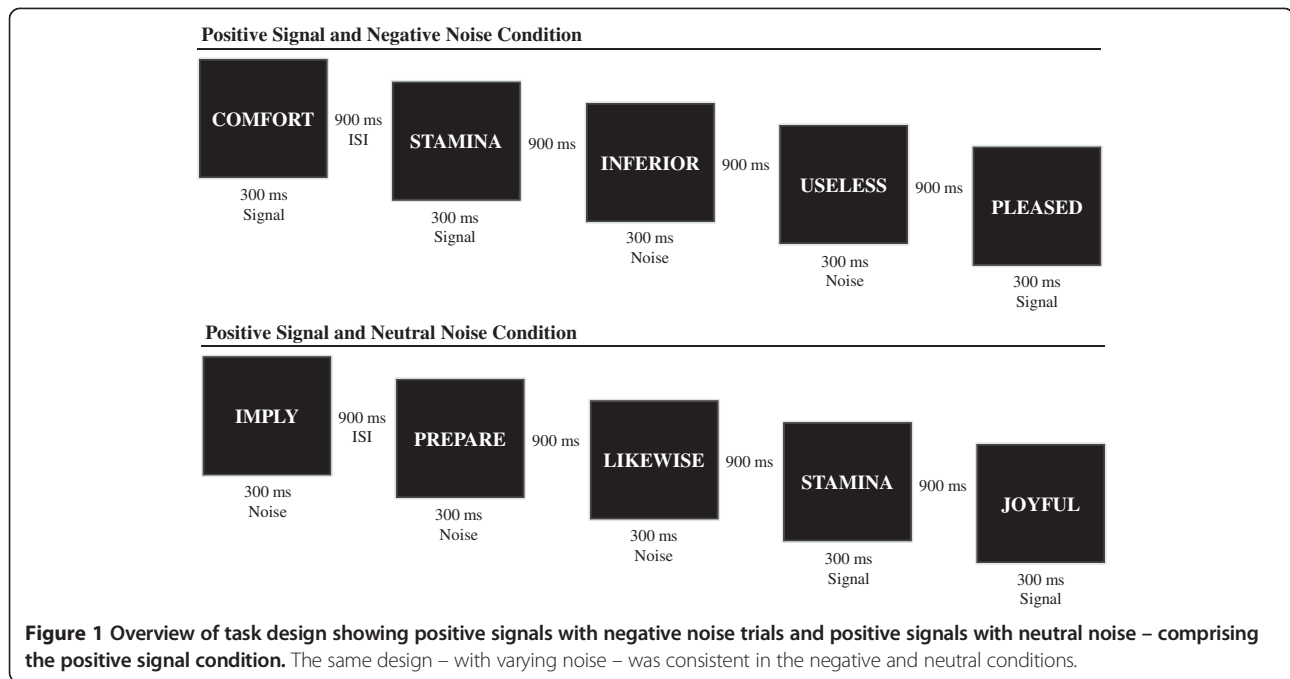 Positive Signal and Negative Noise Condition
COMFORT
300 ms
Signal
900 ms
ISI
STAMINA
300 ms
Signal
900 ms
INFERIOR
300 ms
Noise
900 ms
USELESS
300 ms
Noise
900 ms
PLEASED
300 ms
Signal
Positive Signal and Neutral Noise Condition
IMPLY
300 ms
Noise
900 ms
ISI
PREPARE
300 ms
Noise
900 ms
LIKEWISE
300 ms
Noise
900 ms
STAMINA
300 ms
Signal
900 ms
JOYFUL
300 ms
Signal
Figure 1 Overview of task design showing positive signals with negative noise trials and positive signals with neutral noise – comprising
the positive signal condition. The same design – with varying noise – was consistent in the negative and neutral conditions.